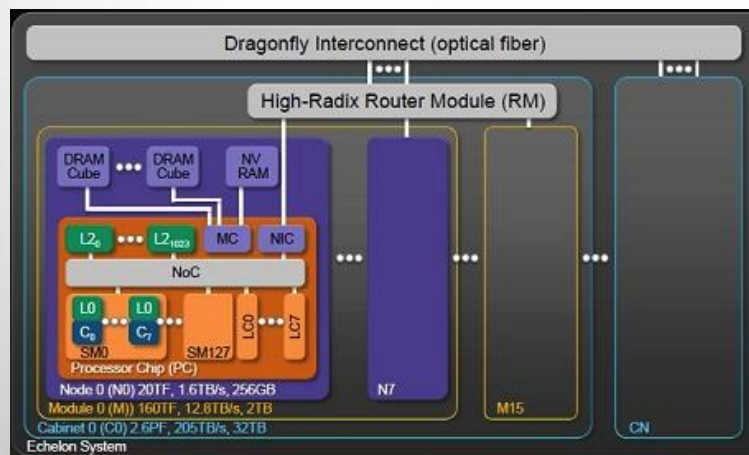 Dragonfly Interconnect (optical fiber)
High-Radix Router Module (RM)
DRAM Cube ••• DRAM Cube NV RAM
L2₀ ••• L2₁₀₂₃ MC NIC
NoC
L0 L0
C₀ C₇
SM0 SM127 LC0 LC7
Processor Chip (PC)
Node 0 (N0) 20TF, 1.6TB/s, 256GB N7
Module 0 (M)) 160TF, 12.8TB/s, 2TB M15
Cabinet 0 (C0) 2.6PF, 205TB/s, 32TB CN
Echelon System